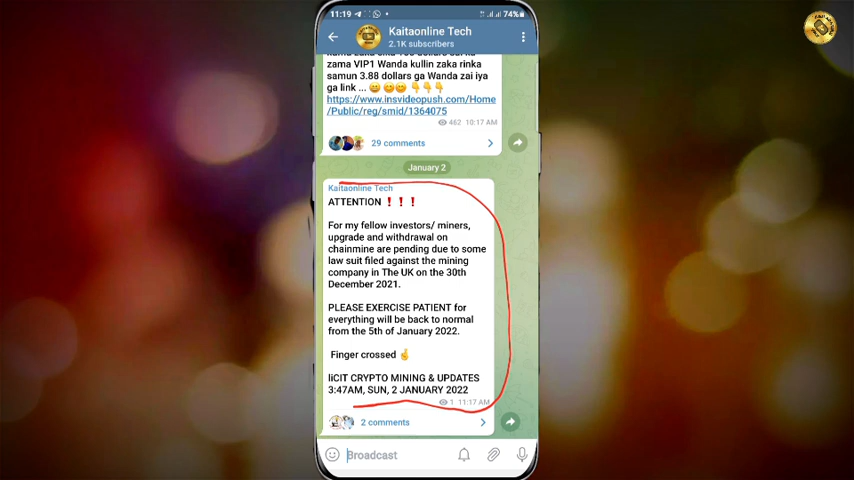 11:19
74%
Kaitaonline Tech
2.1K subscribers
zama VIP1 Wanda kullin zaka rinka
samun 3.88 dollars ga Wanda zai iya
ga link ...
https://www.insvideopush.com/Home
/Public/reg/smid/1364075
462 10:17 AM
29 comments
January 2
Kaitaonline Tech
ATTENTION ❗❗❗
For my fellow investors/ miners,
upgrade and withdrawal on
chainmine are pending due to some
law suit filed against the mining
company in The UK on the 30th
December 2021.
PLEASE EXERCISE PATIENT for
everything will be back to normal
from the 5th of January 2022.
Finger crossed 🤞
liCIT CRYPTO MINING & UPDATES
3:47AM, SUN, 2 JANUARY 2022
1 11:17 AM
2 comments
Broadcast